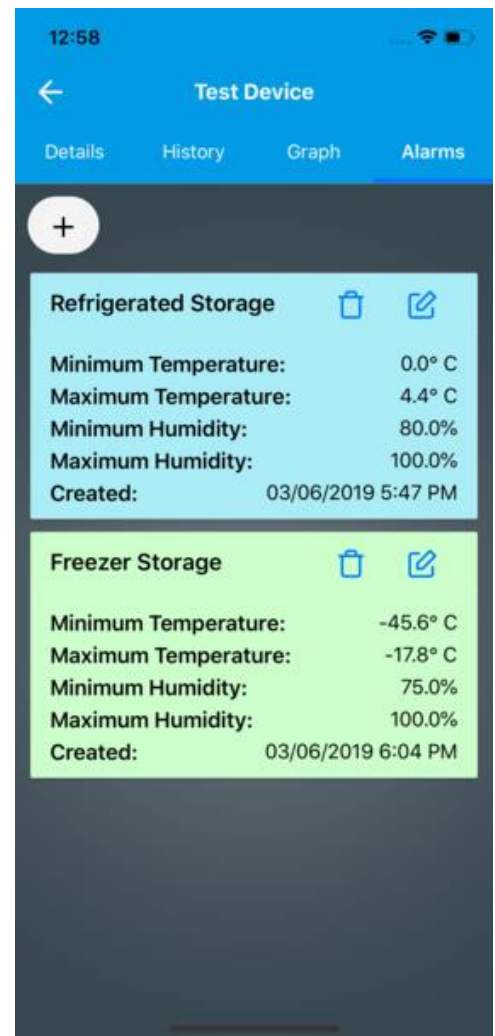 12:58
Test Device
Details History Graph Alarms
+
Refrigerated Storage
Minimum Temperature: 0.0° C
Maximum Temperature: 4.4° C
Minimum Humidity: 80.0%
Maximum Humidity: 100.0%
Created: 03/06/2019 5:47 PM
Freezer Storage
Minimum Temperature: -45.6° C
Maximum Temperature: -17.8° C
Minimum Humidity: 75.0%
Maximum Humidity: 100.0%
Created: 03/06/2019 6:04 PM